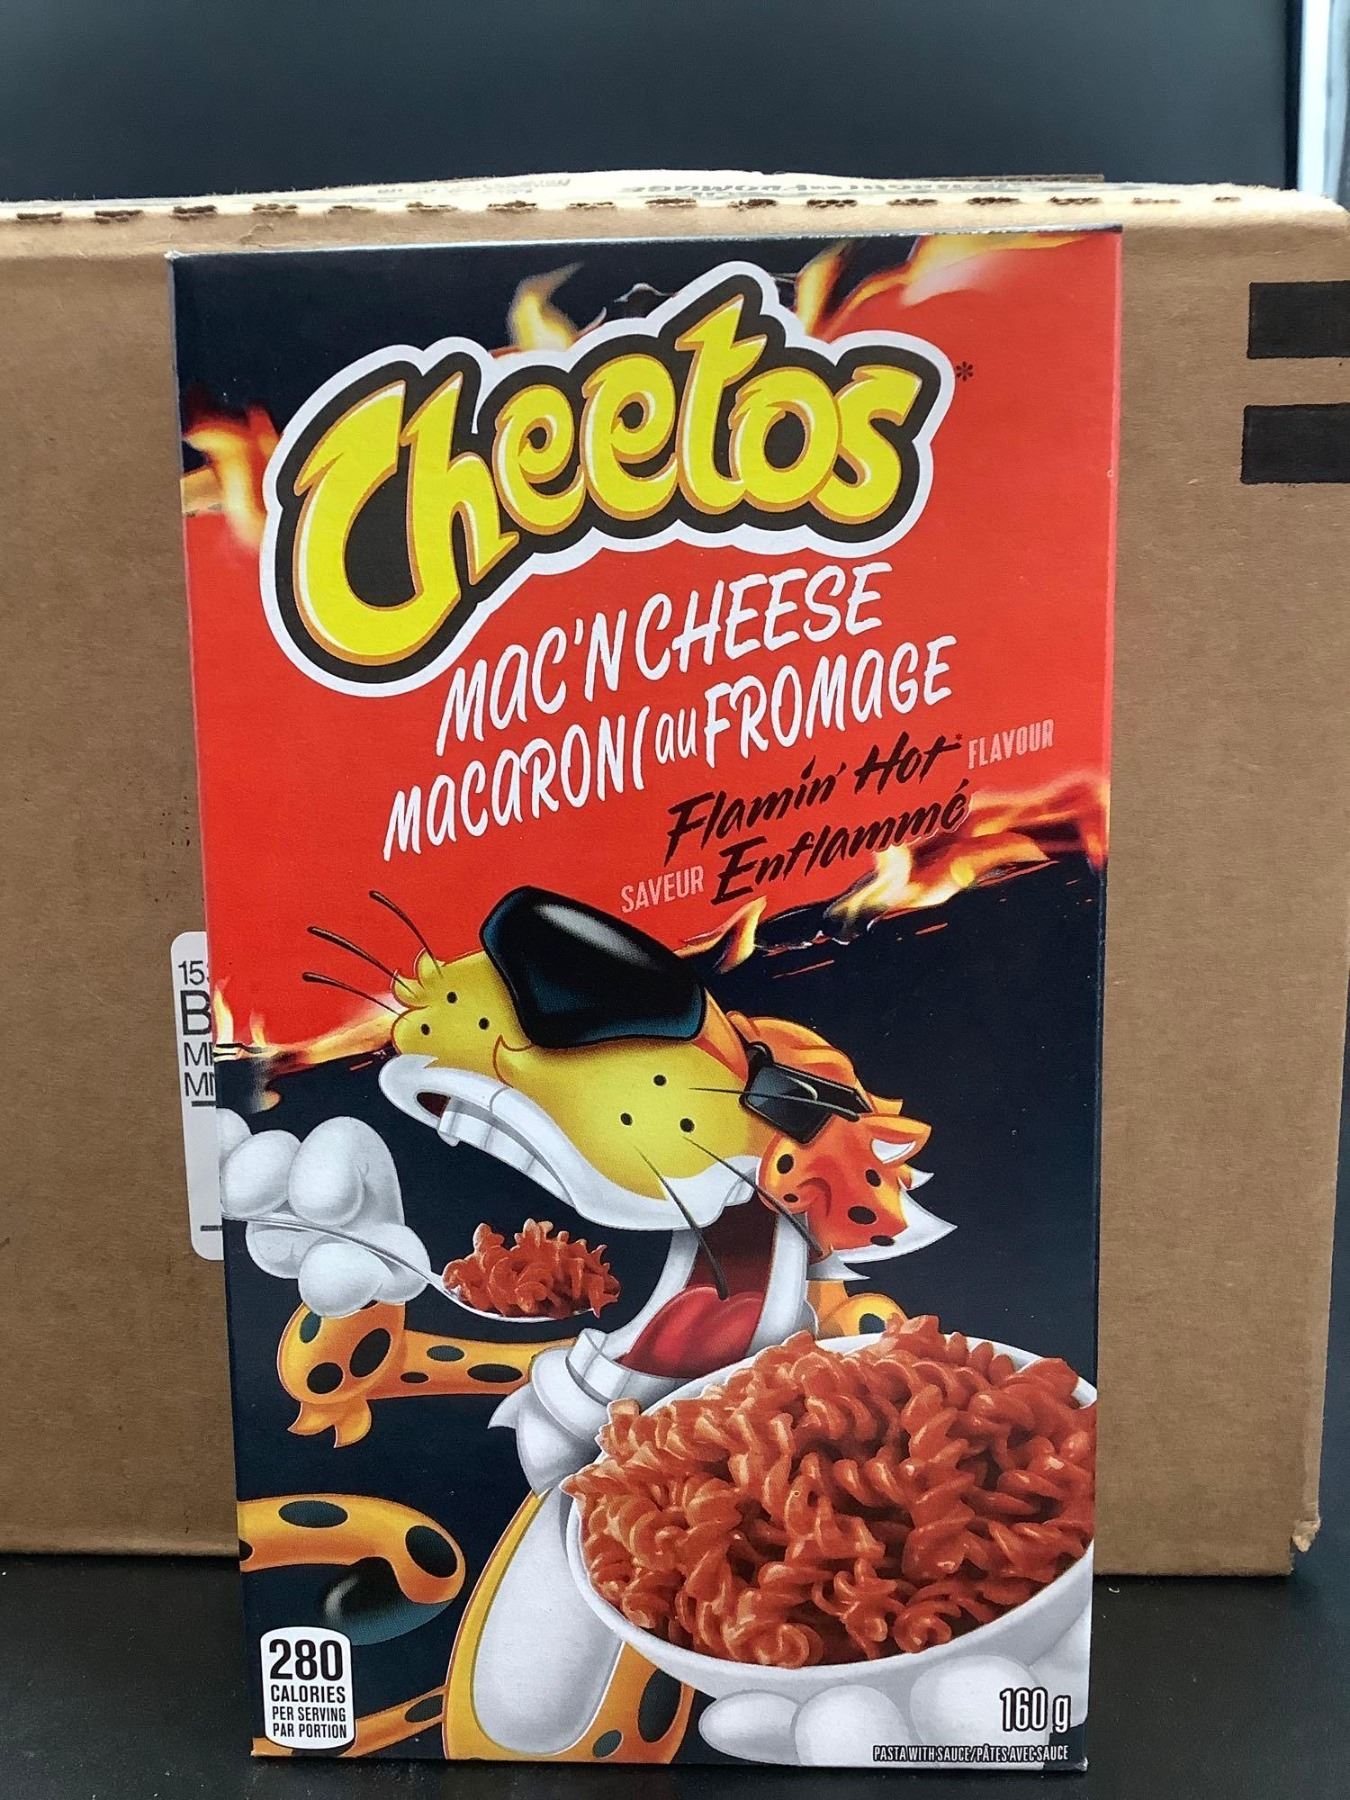 Cheetos*
MAC'N CHEESE
MACARONI au FROMAGE
Flamin' Hot* FLAVOUR
SAVEUR Enflammé
280
CALORIES
PER SERVING
PAR PORTION
160 g
PASTA WITH SAUCE/PÂTES AVEC SAUCE